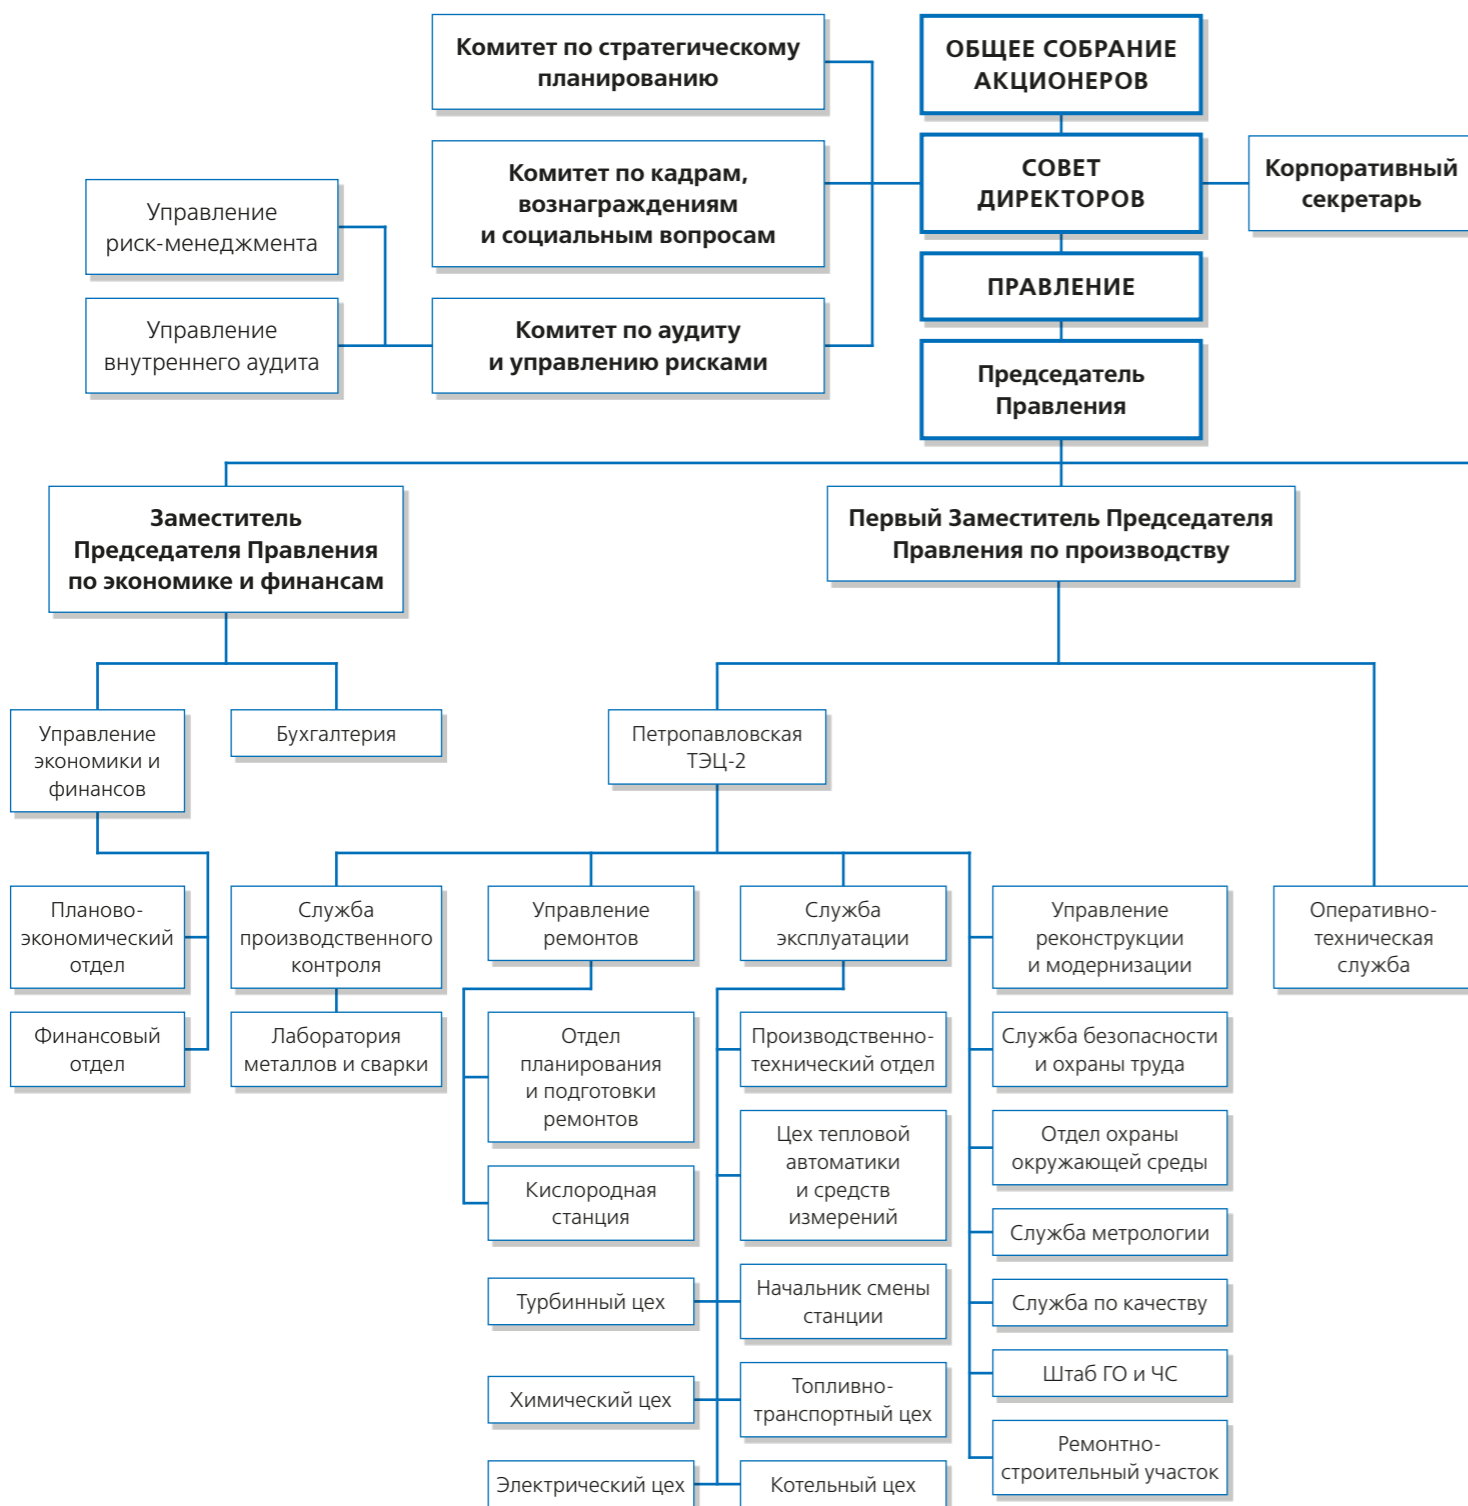 Комитет по стратегическому
планированию
ОБЩЕЕ СОБРАНИЕ
АКЦИОНЕРОВ
Комитет по кадрам,
вознаграждениям
и социальным вопросам
СОВЕТ
ДИРЕКТОРОВ
Корпоративный
секретарь
Управление
риск-менеджмента
ПРАВЛЕНИЕ
Управление
внутреннего аудита
Комитет по аудиту
и управлению рисками
Председатель
Правления
Заместитель
Председателя Правления
по экономике и финансам
Первый Заместитель Председателя
Правления по производству
Управление
экономики и
финансов
Бухгалтерия
Петропавловская
ТЭЦ-2
Планово-
экономический
отдел
Служба
производственного
контроля
Управление
ремонтов
Служба
эксплуатации
Управление
реконструкции
и модернизации
Оперативно-
техническая
служба
Финансовый
отдел
Лаборатория
металлов и сварки
Отдел
планирования
и подготовки
ремонтов
Производственно-
технический отдел
Служба безопасности
и охраны труда
Цех тепловой
автоматики
и средств
измерений
Отдел охраны
окружающей среды
Кислородная
станция
Служба метрологии
Турбинный цех
Начальник смены
станции
Служба по качеству
Штаб ГО и ЧС
Химический цех
Топливно-
транспортный цех
Ремонтно-
строительный участок
Электрический цех
Котельный цех